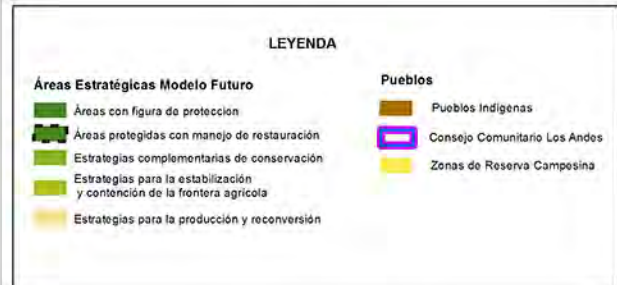 LEYENDA
Áreas Estratégicas Modelo Futuro
Áreas con figura de protección
Áreas protegidas con manejo de restauración
Estrategias complementarias de conservación
Estrategias para la estabilización
y contención de la frontera agrícola
Estrategias para la producción y reconversión
Pueblos
Pueblos Indígenas
Consejo Comunitario Los Andes
Zonas de Reserva Campesina